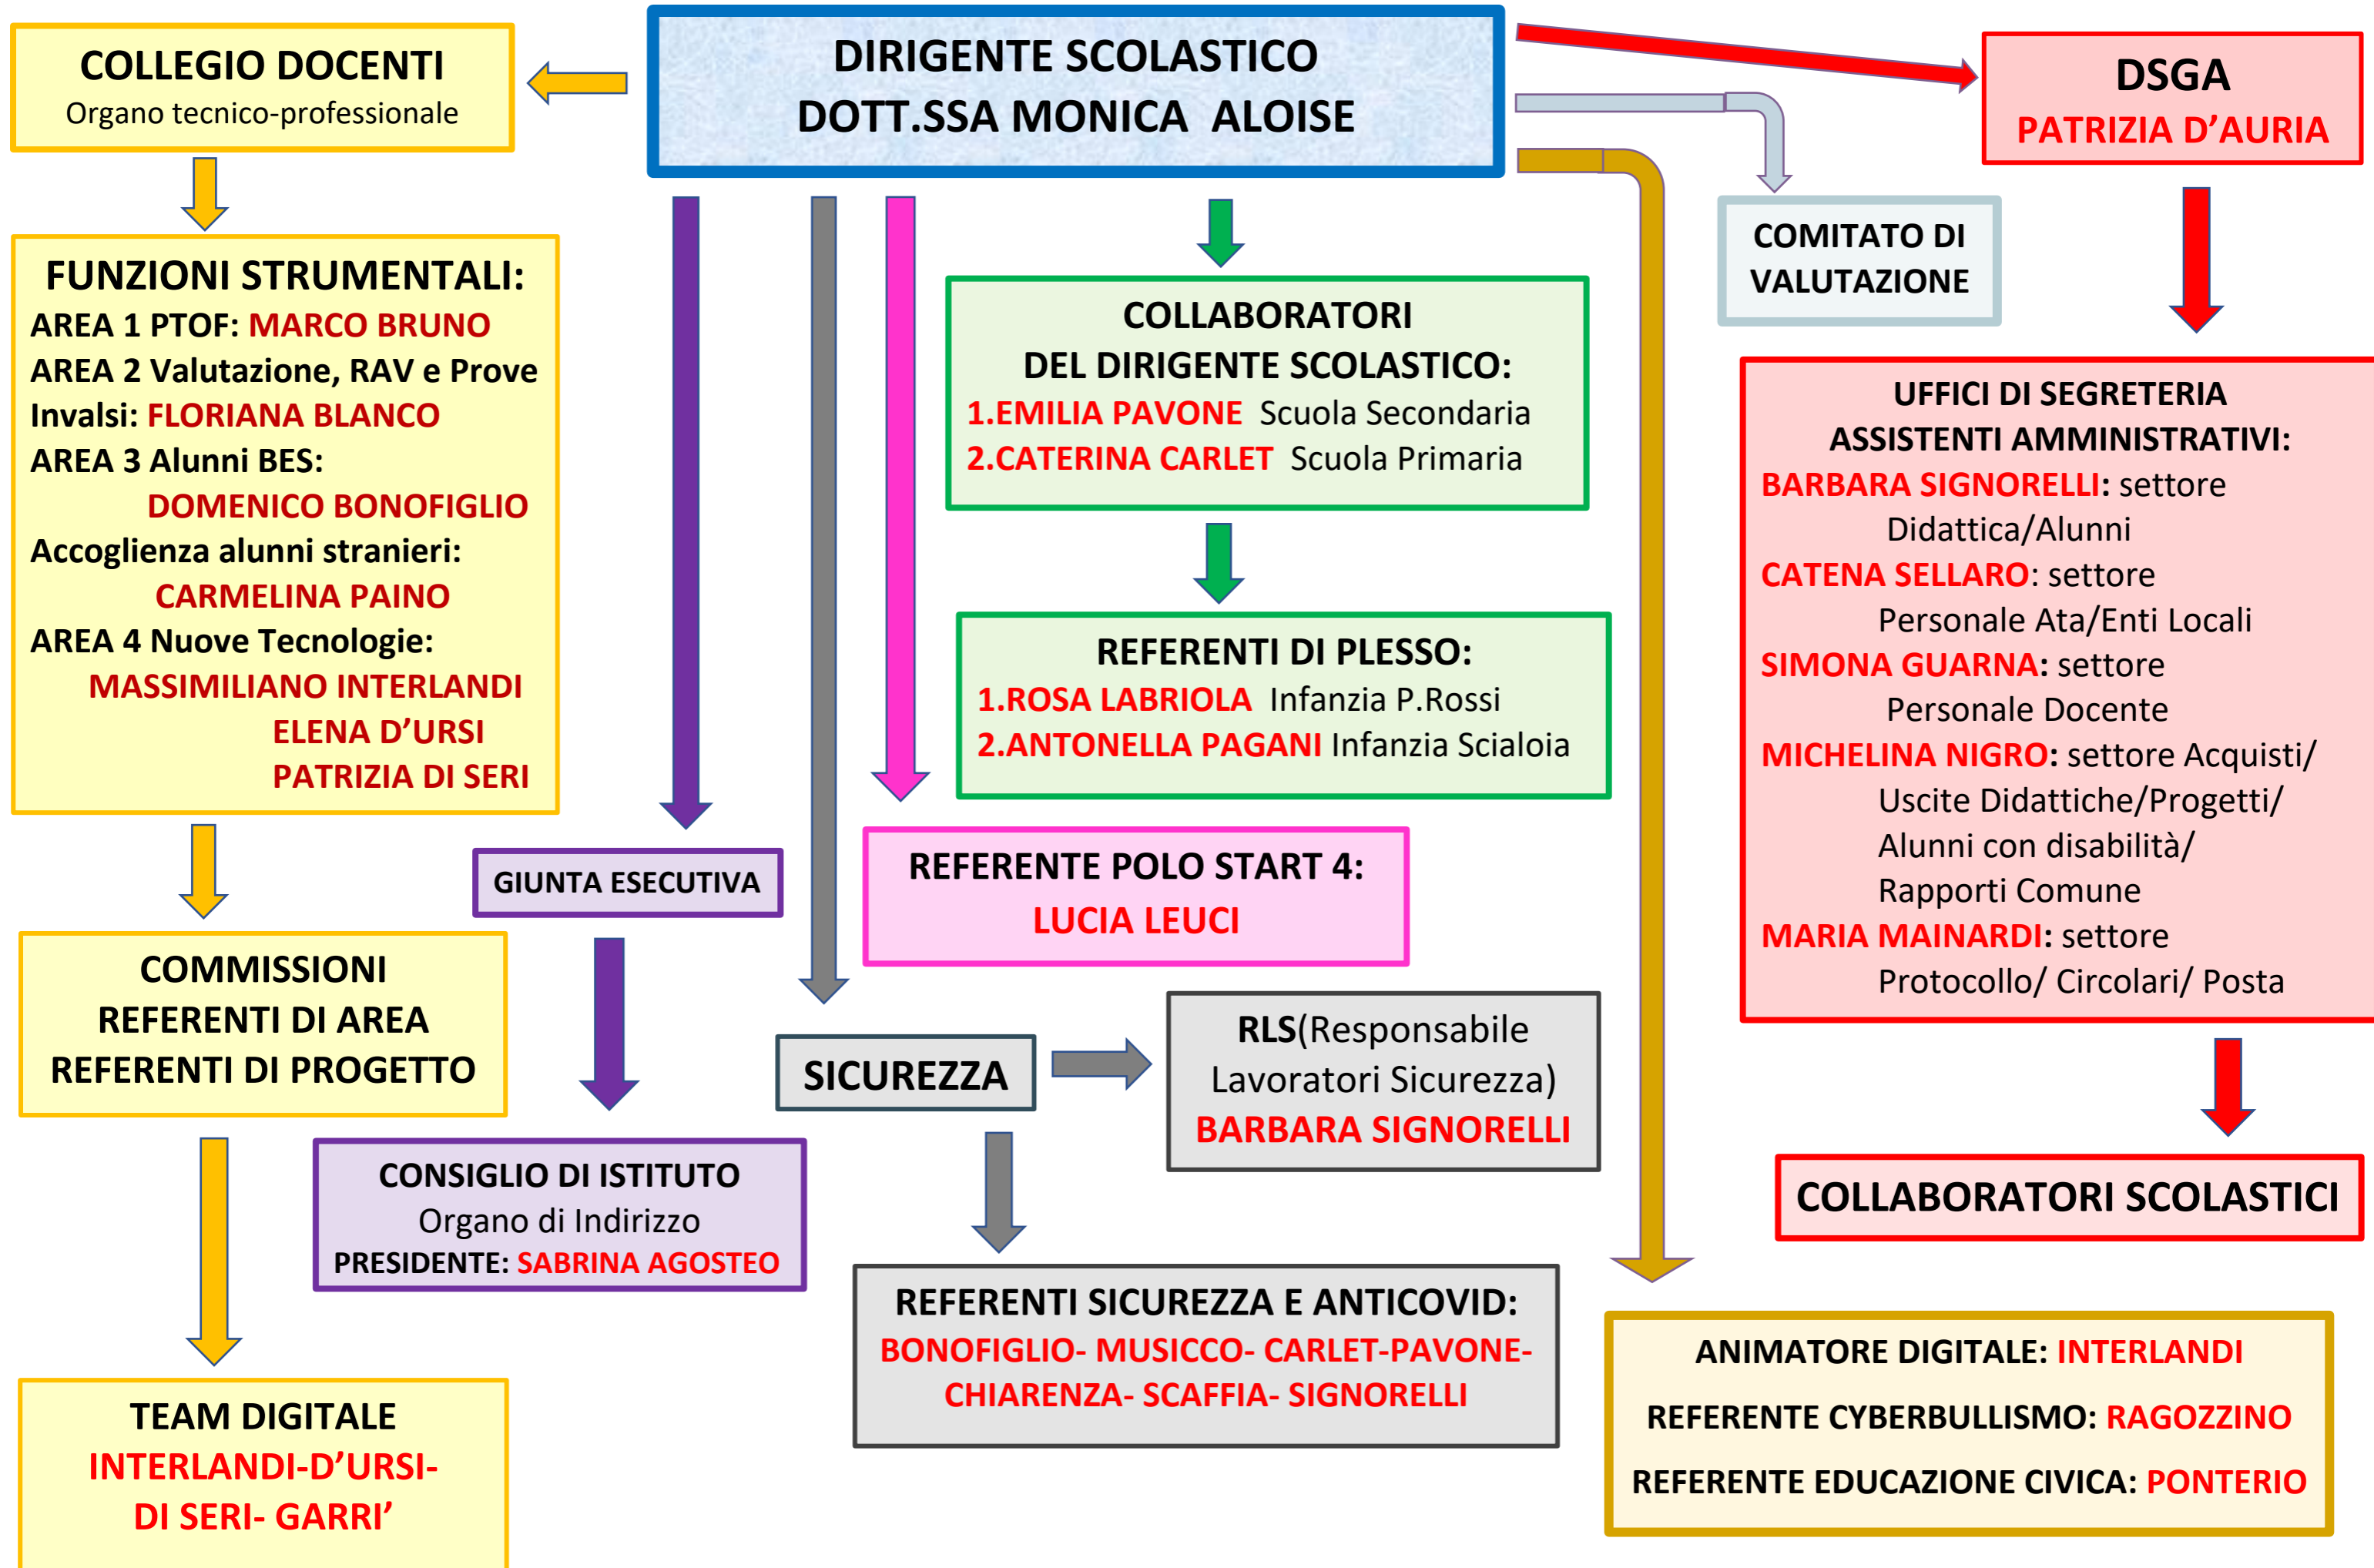 COLLEGIO DOCENTI
Organo tecnico-professionale
DIRIGENTE SCOLASTICO
DOTT.SSA MONICA ALOISE
DSGA
PATRIZIA D'AURIA
COMITATO DI
VALUTAZIONE
FUNZIONI STRUMENTALI:
AREA 1 PTOF: MARCO BRUNO
AREA 2 Valutazione, RAV e Prove
Invalsi: FLORIANA BLANCO
AREA 3 Alunni BES:
DOMENICO BONOFIGLIO
Accoglienza alunni stranieri:
CARMELINA PAINO
AREA 4 Nuove Tecnologie:
MASSIMILIANO INTERLANDI
ELENA D'URSI
PATRIZIA DI SERI
COLLABORATORI
DEL DIRIGENTE SCOLASTICO:
1.EMILIA PAVONE Scuola Secondaria
2.CATERINA CARLET Scuola Primaria
REFERENTI DI PLESSO:
1.ROSA LABRIOLA Infanzia P.Rossi
2.ANTONELLA PAGANI Infanzia Scialoia
UFFICI DI SEGRETERIA
ASSISTENTI AMMINISTRATIVI:
BARBARA SIGNORELLI: settore
Didattica/Alunni
CATENA SELLARO: settore
Personale Ata/Enti Locali
SIMONA GUARNA: settore
Personale Docente
MICHELINA NIGRO: settore Acquisti/
Uscite Didattiche/Progetti/
Alunni con disabilità/
Rapporti Comune
MARIA MAINARDI: settore
Protocollo/ Circolari/ Posta
GIUNTA ESECUTIVA
REFERENTE POLO START 4:
LUCIA LEUCI
COMMISSIONI
REFERENTI DI AREA
REFERENTI DI PROGETTO
SICUREZZA
RLS(Responsabile
Lavoratori Sicurezza)
BARBARA SIGNORELLI
CONSIGLIO DI ISTITUTO
Organo di Indirizzo
PRESIDENTE: SABRINA AGOSTEO
COLLABORATORI SCOLASTICI
REFERENTI SICUREZZA E ANTICOVID:
BONOFIGLIO- MUSICCO- CARLET-PAVONE-
CHIARENZA- SCAFFIA- SIGNORELLI
TEAM DIGITALE
INTERLANDI-D'URSI-
DI SERI- GARRI'
ANIMATORE DIGITALE: INTERLANDI
REFERENTE CYBERBULLISMO: RAGOZZINO
REFERENTE EDUCAZIONE CIVICA: PONTERIO